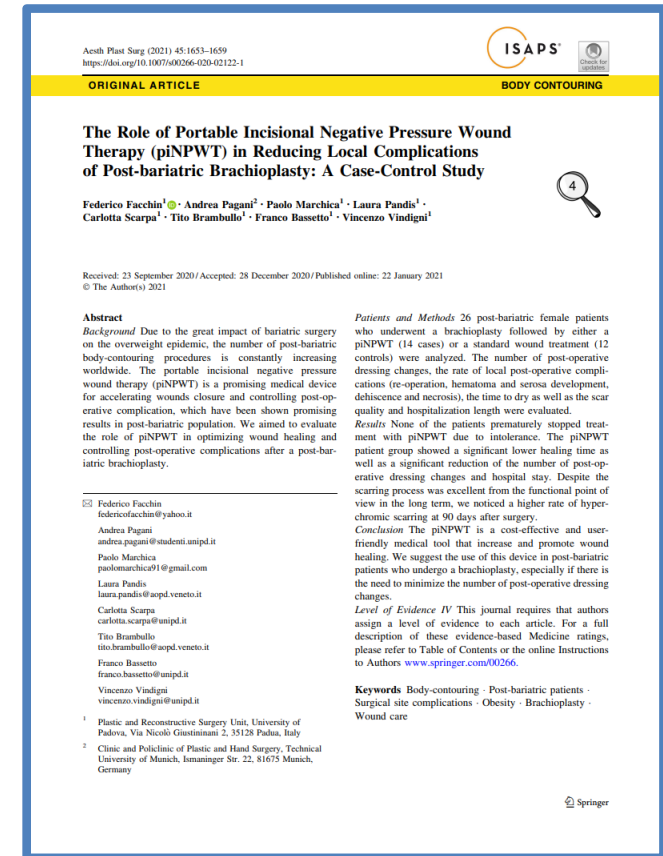 Aesth Plast Surg (2021) 45:1653–1659
https://doi.org/10.1007/s00266-020-02122-1
ISAPS
Check for
updates
ORIGINAL ARTICLE
BODY CONTOURING
The Role of Portable Incisional Negative Pressure Wound
Therapy (piNPWT) in Reducing Local Complications
of Post-bariatric Brachioplasty: A Case-Control Study
4
Federico Facchin1 · Andrea Pagani2 · Paolo Marchica1 · Laura Pandis1 ·
Carlotta Scarpa1 · Tito Brambullo1 · Franco Bassetto1 · Vincenzo Vindigni1
Received: 23 September 2020 / Accepted: 28 December 2020 / Published online: 22 January 2021
© The Author(s) 2021
Abstract
Background Due to the great impact of bariatric surgery
on the overweight epidemic, the number of post-bariatric
body-contouring procedures is constantly increasing
worldwide. The portable incisional negative pressure
wound therapy (piNPWT) is a promising medical device
for accelerating wounds closure and controlling post-op-
erative complication, which have been shown promising
results in post-bariatric population. We aimed to evaluate
the role of piNPWT in optimizing wound healing and
controlling post-operative complications after a post-bar-
iatric brachioplasty.
Federico Facchin
federicofacchin@yahoo.it
Andrea Pagani
andrea.pagani@studenti.unipd.it
Paolo Marchica
paolomarchica91@gmail.com
Laura Pandis
laura.pandis@aopd.veneto.it
Carlotta Scarpa
carlotta.scarpa@unipd.it
Tito Brambullo
tito.brambullo@aopd.veneto.it
Franco Bassetto
franco.bassetto@unipd.it
Vincenzo Vindigni
vincenzo.vindigni@unipd.it
1 Plastic and Reconstructive Surgery Unit, University of
Padova, Via Nicolò Giustininani 2, 35128 Padua, Italy
2 Clinic and Policlinic of Plastic and Hand Surgery, Technical
University of Munich, Ismaninger Str. 22, 81675 Munich,
Germany
Patients and Methods 26 post-bariatric female patients
who underwent a brachioplasty followed by either a
piNPWT (14 cases) or a standard wound treatment (12
controls) were analyzed. The number of post-operative
dressing changes, the rate of local post-operative compli-
cations (re-operation, hematoma and serosa development,
dehiscence and necrosis), the time to dry as well as the scar
quality and hospitalization length were evaluated.
Results None of the patients prematurely stopped treat-
ment with piNPWT due to intolerance. The piNPWT
patient group showed a significant lower healing time as
well as a significant reduction of the number of post-op-
erative dressing changes and hospital stay. Despite the
scarring process was excellent from the functional point of
view in the long term, we noticed a higher rate of hyper-
chromic scarring at 90 days after surgery.
Conclusion The piNPWT is a cost-effective and user-
friendly medical tool that increase and promote wound
healing. We suggest the use of this device in post-bariatric
patients who undergo a brachioplasty, especially if there is
the need to minimize the number of post-operative dressing
changes.
Level of Evidence IV This journal requires that authors
assign a level of evidence to each article. For a full
description of these evidence-based Medicine ratings,
please refer to Table of Contents or the online Instructions
to Authors www.springer.com/00266.
Keywords Body-contouring · Post-bariatric patients ·
Surgical site complications · Obesity · Brachioplasty ·
Wound care
Springer